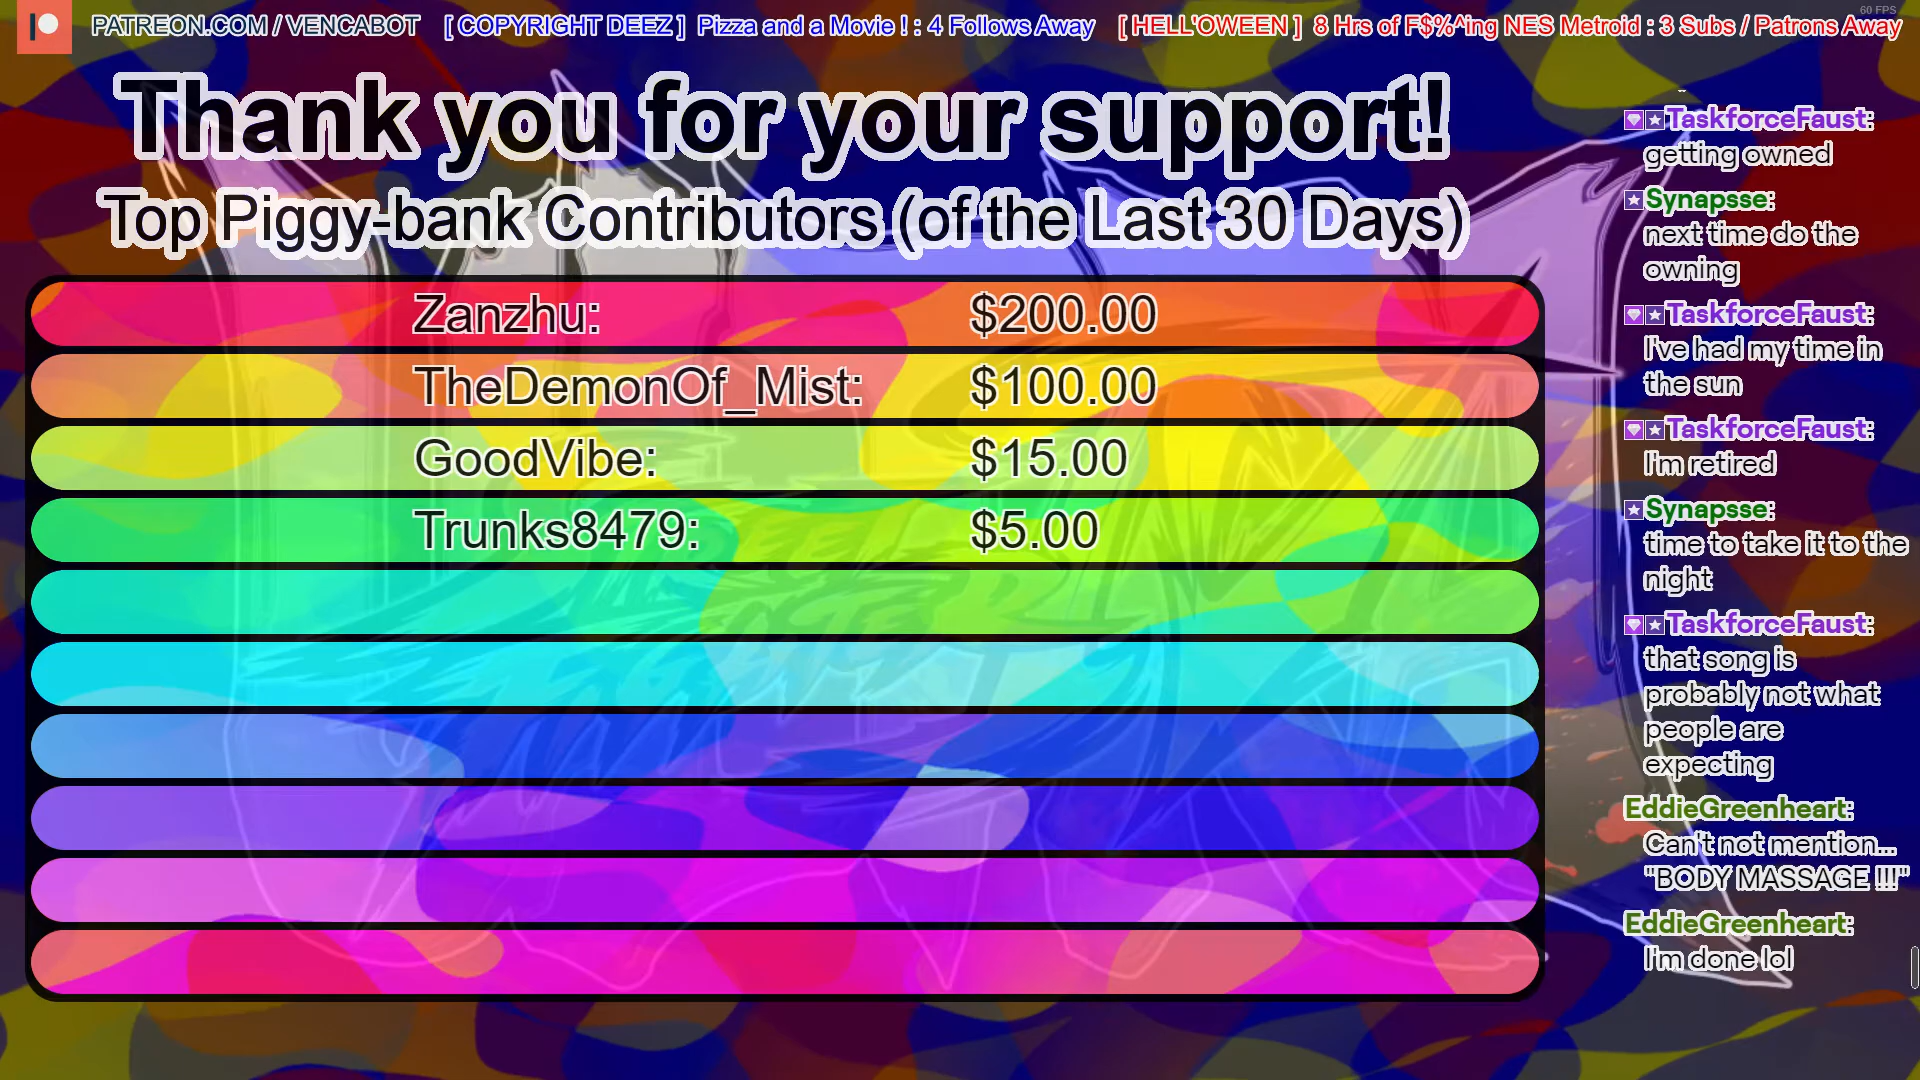 60 FPS
PATREON.COM / VENCABOT [ COPYRIGHT DEEZ ] Pizza and a Movie ! : 4 Follows Away [ HELL'OWEEN ] 8 Hrs of F$%^ing NES Metroid : 3 Subs / Patrons Away
Thank you for your support!
Top Piggy-bank Contributors (of the Last 30 Days)
Zanzhu: $200.00
TheDemonOf_Mist: $100.00
GoodVibe: $15.00
Trunks8479: $5.00
TaskforceFaust:
getting owned
Synapsse:
next time do the
owning
TaskforceFaust:
I've had my time in
the sun
TaskforceFaust:
I'm retired
Synapsse:
time to take it to the
night
TaskforceFaust:
that song is
probably not what
people are
expecting
EddieGreenheart:
Can't not mention...
"BODY MASSAGE !!!"
EddieGreenheart:
I'm done lol